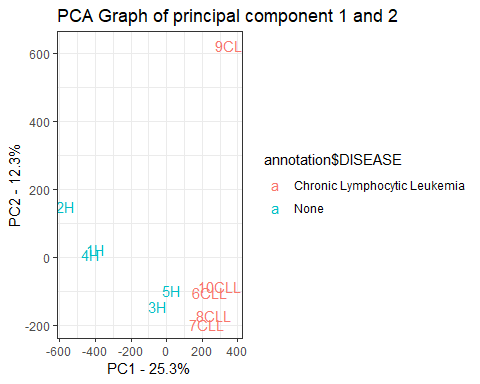 PCA Graph of principal component 1 and 2
9CL
600
400
annotation$DISEASE
a Chronic Lymphocytic Leukemia
a None
PC2 - 12.3%
200
2H
1H
4H
0
10CLL
5H
6CLL
3H
8CLL
7CLL
-200
-600 -400 -200 0 200 400
PC1 - 25.3%